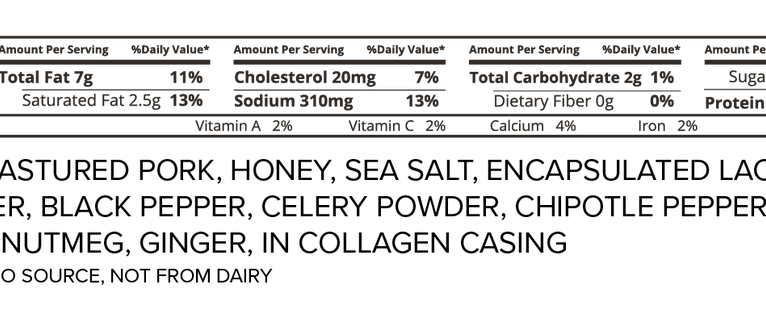 Amount Per Serving %Daily Value* Amount Per Serving %Daily Value* Amount Per Serving %Daily Value* Amount Pe
Total Fat 7g 11% Cholesterol 20mg 7% Total Carbohydrate 2g 1% Suga
Saturated Fat 2.5g 13% Sodium 310mg 13% Dietary Fiber 0g 0% Protein
Vitamin A 2% Vitamin C 2% Calcium 4% Iron 2%
ASTURED PORK, HONEY, SEA SALT, ENCAPSULATED LAC
ER, BLACK PEPPER, CELERY POWDER, CHIPOTLE PEPPER
NUTMEG, GINGER, IN COLLAGEN CASING
O SOURCE, NOT FROM DAIRY